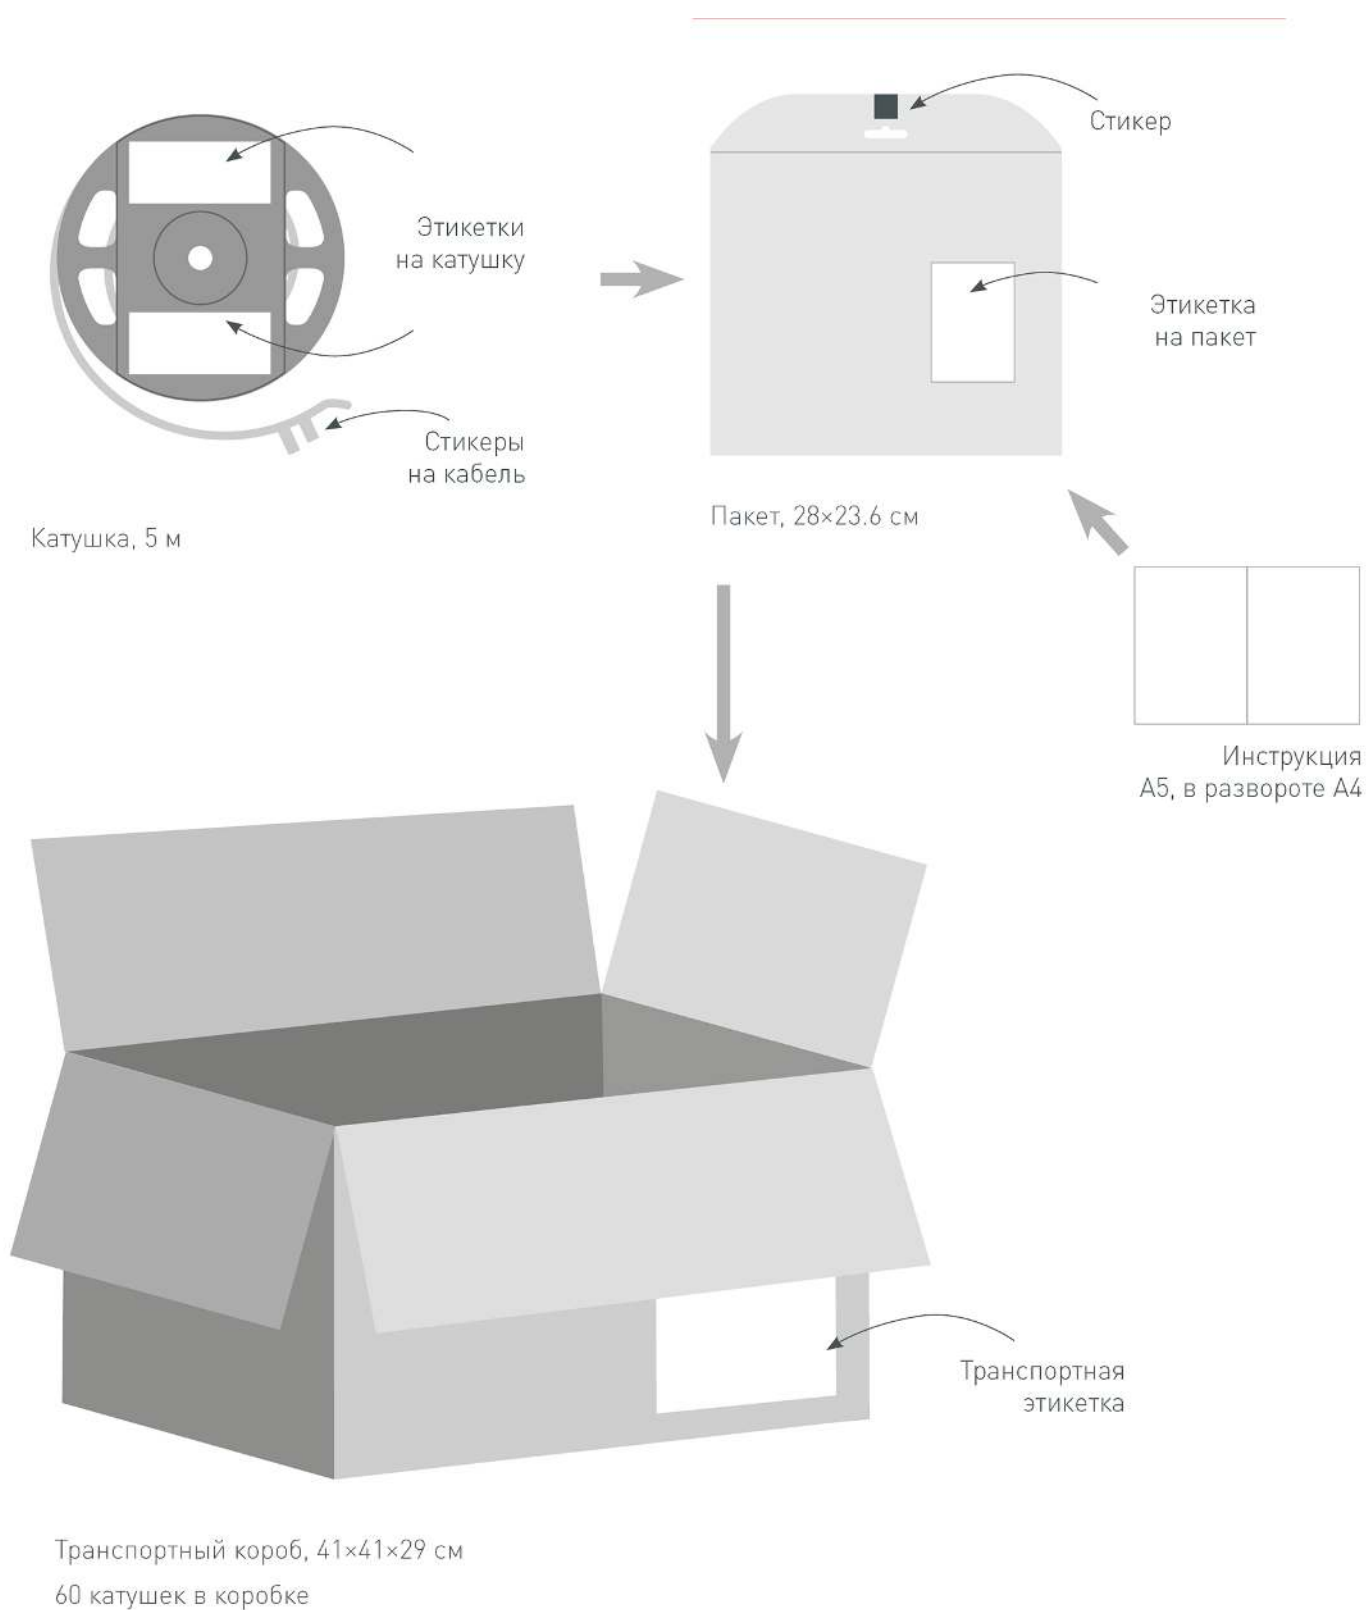 Стикер
Этикетки
на катушку
Этикетка
на пакет
Стикеры
на кабель
Катушка, 5 м
Пакет, 28×23.6 см
Инструкция
А5, в развороте А4
Транспортная
этикетка
Транспортный короб, 41×41×29 см
60 катушек в коробке